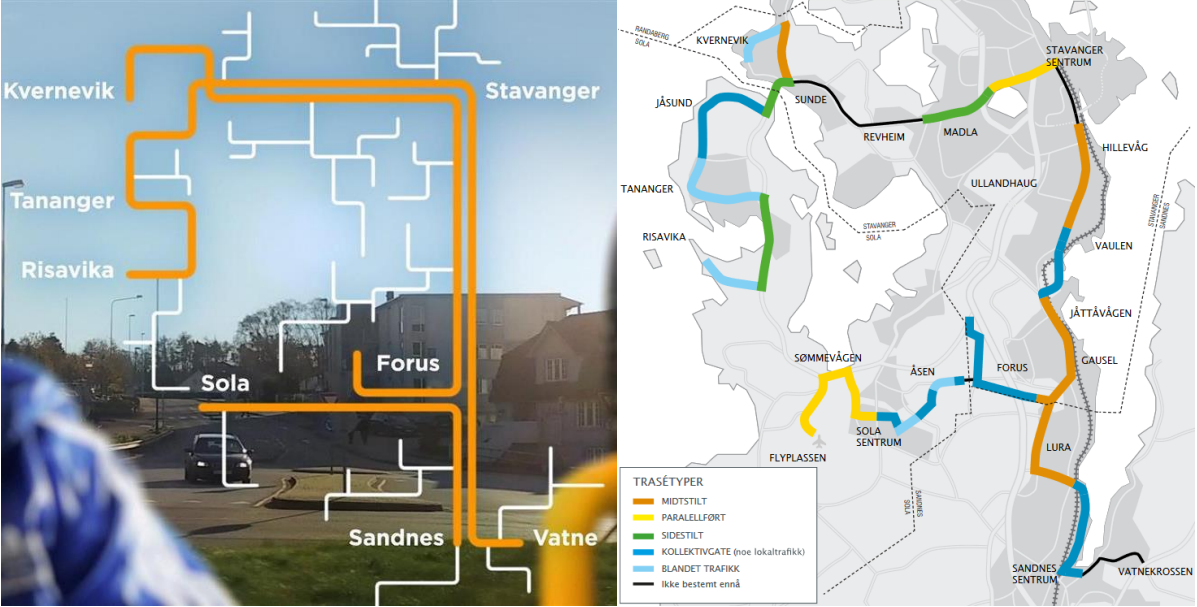 Kvernevik
Stavanger
Tananger
Risavika
Forus
Sola
Sandnes
Vatne
RANDABERG
SOLA
KVERNEVIK
STAVANGER
SENTRUM
JÅSUND
SUNDE
REVHEIM
MADLA
HILLEVÅG
TANANGER
ULLANDHAUG
STAVANGER
SANDNES
STAVANGER
SOLA
RISAVIKA
VAULEN
JÅTTÅVÅGEN
SØMMEVÅGEN
GAUSEL
ÅSEN
FORUS
SOLA
SENTRUM
LURA
FLYPLASSEN
SANDNES
SOLA
TRASÉTYPER
MIDTSTILT
PARALELLFØRT
SIDESTILT
KOLLEKTIVGATE (noe lokaltrafikk)
BLANDET TRAFIKK
Ikke bestemt ennå
SANDNES
SENTRUM
VATNEKROSSEN